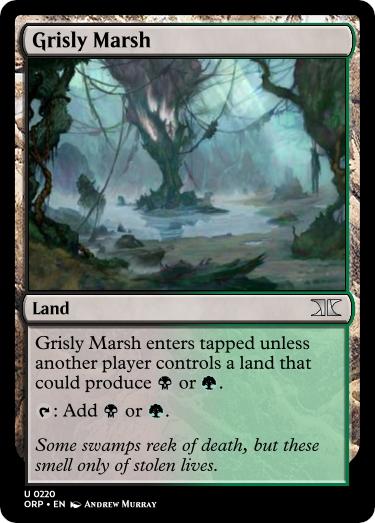 Grisly Marsh
Land
Grisly Marsh enters tapped unless
another player controls a land that
could produce or .
: Add or .
Some swamps reek of death, but these
smell only of stolen lives.
U 0220
ORP • EN Andrew Murray